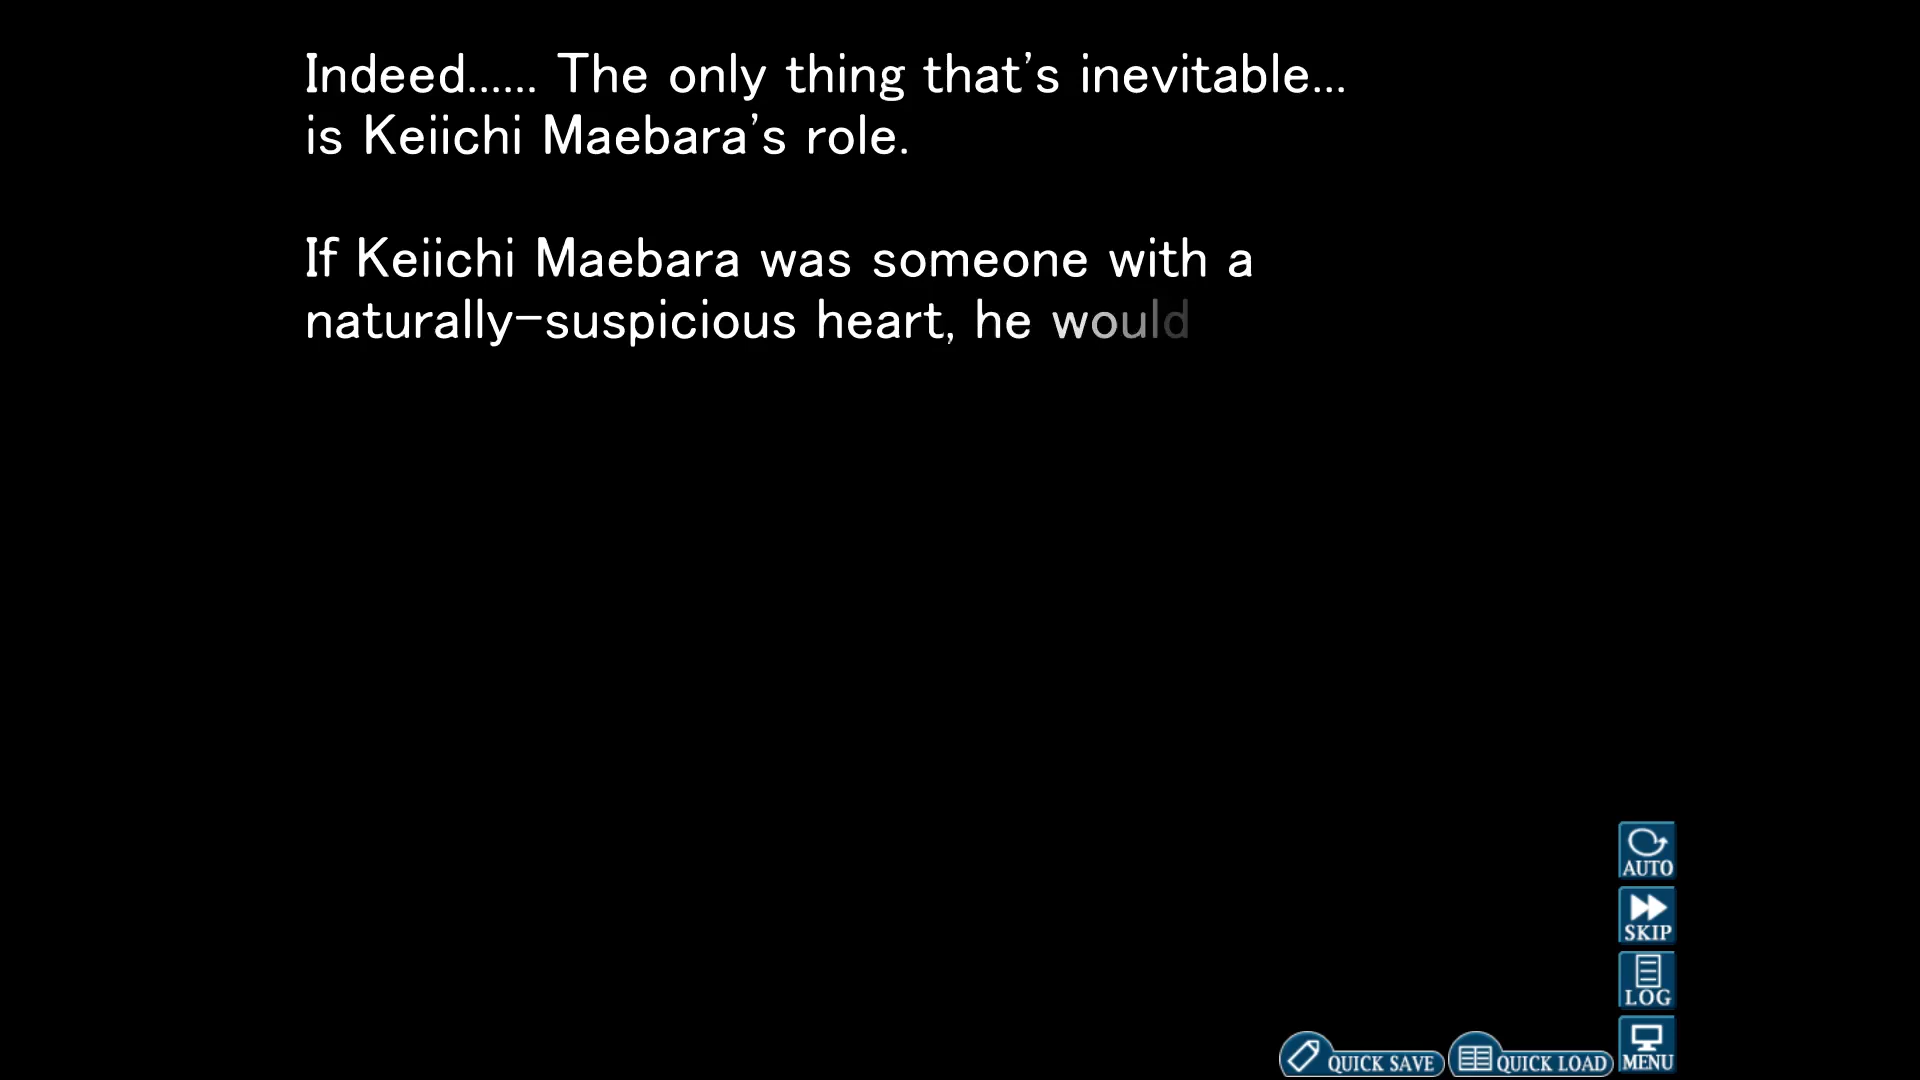 Indeed...... The only thing that's inevitable...
is Keiichi Maebara's role.
If Keiichi Maebara was someone with a
naturally-suspicious heart, he would
AUTO
SKIP
LOG
MENU
QUICK SAVE
QUICK LOAD